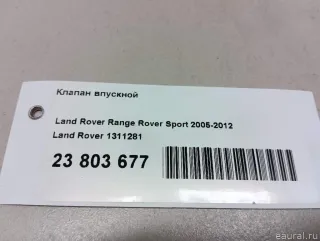 Клапан впускной
Land Rover Range Rover Sport 2005-2012
Land Rover 1311281
23 803 677
eaural.ru